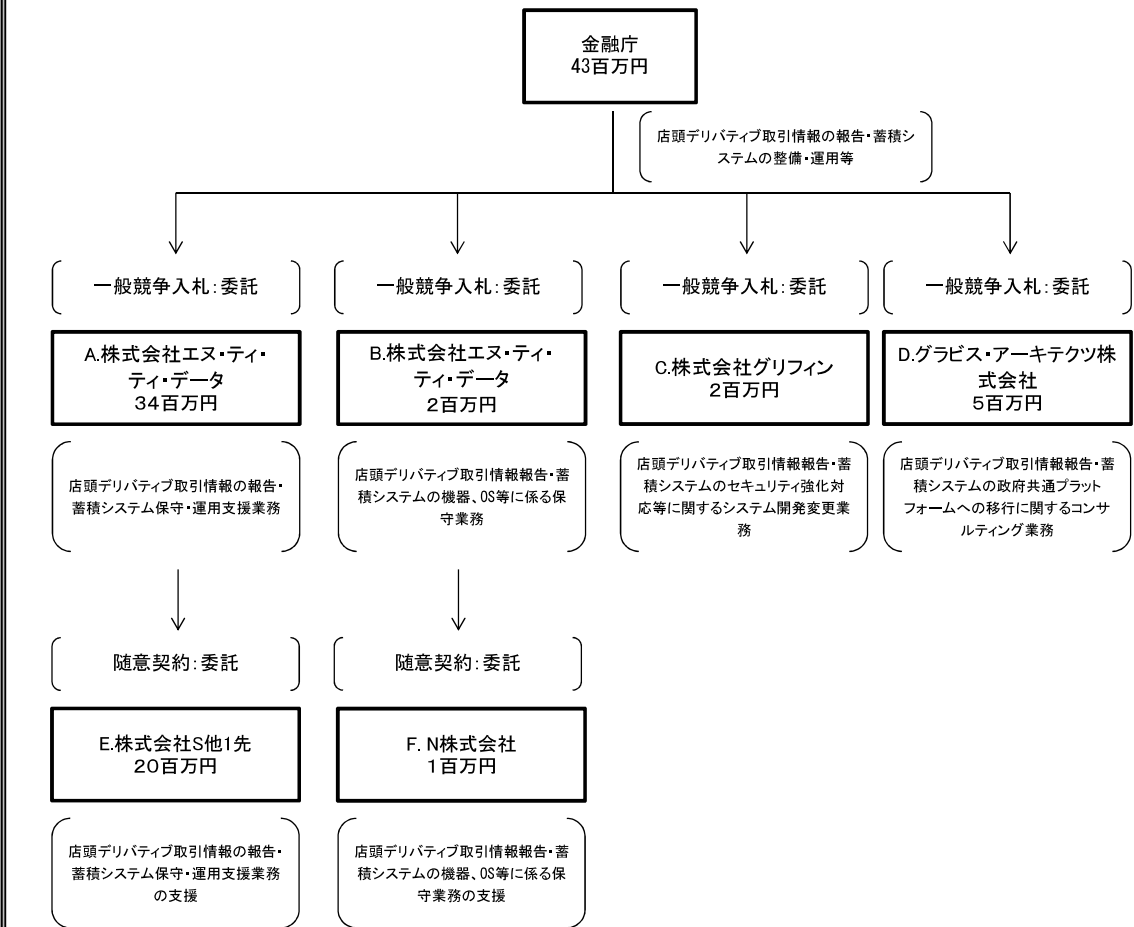 金融庁
43百万円
店頭デリバティブ取引情報の報告・蓄積シ
ステムの整備・運用等
一般競争入札:委託
一般競争入札:委託
一般競争入札:委託
一般競争入札:委託
A.株式会社エヌ・ティ・
ティ・データ
34百万円
B.株式会社エヌ・ティ・
ティ・データ
2百万円
C.株式会社グリフィン
2百万円
D.グラビス・アーキテクツ株
式会社
5百万円
店頭デリバティブ取引情報の報告・
蓄積システム保守・運用支援業務
店頭デリバティブ取引情報報告・蓄
積システムの機器、OS等に係る保
守業務
店頭デリバティブ取引情報報告・蓄
積システムのセキュリティ強化対
応等に関するシステム開発変更業
務
店頭デリバティブ取引情報報告・蓄
積システムの政府共通プラット
フォームへの移行に関するコンサ
ルティング業務
随意契約:委託
随意契約:委託
E.株式会社S他1先
20百万円
F.N株式会社
1百万円
店頭デリバティブ取引情報の報告・
蓄積システム保守・運用支援業務
の支援
店頭デリバティブ取引情報報告・蓄
積システムの機器、OS等に係る保
守業務の支援